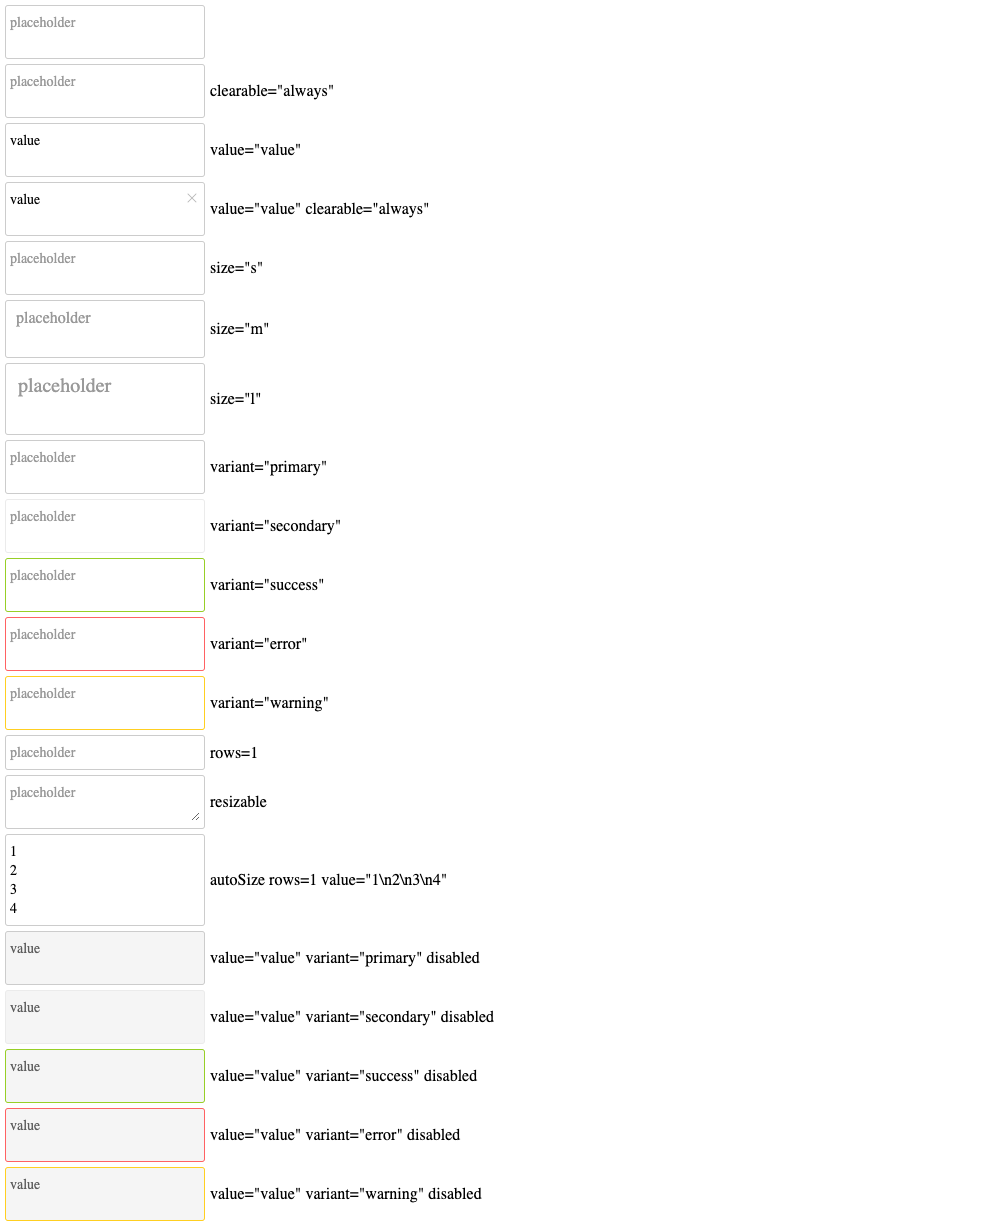 placeholder
placeholder clearable="always"
value value="value"
value value="value" clearable="always"
placeholder size="s"
placeholder size="m"
placeholder size="l"
placeholder variant="primary"
placeholder variant="secondary"
placeholder variant="success"
placeholder variant="error"
placeholder variant="warning"
placeholder rows=1
placeholder resizable
1
2
3
4
autoSize rows=1 value="1\n2\n3\n4"
value value="value" variant="primary" disabled
value value="value" variant="secondary" disabled
value value="value" variant="success" disabled
value value="value" variant="error" disabled
value value="value" variant="warning" disabled